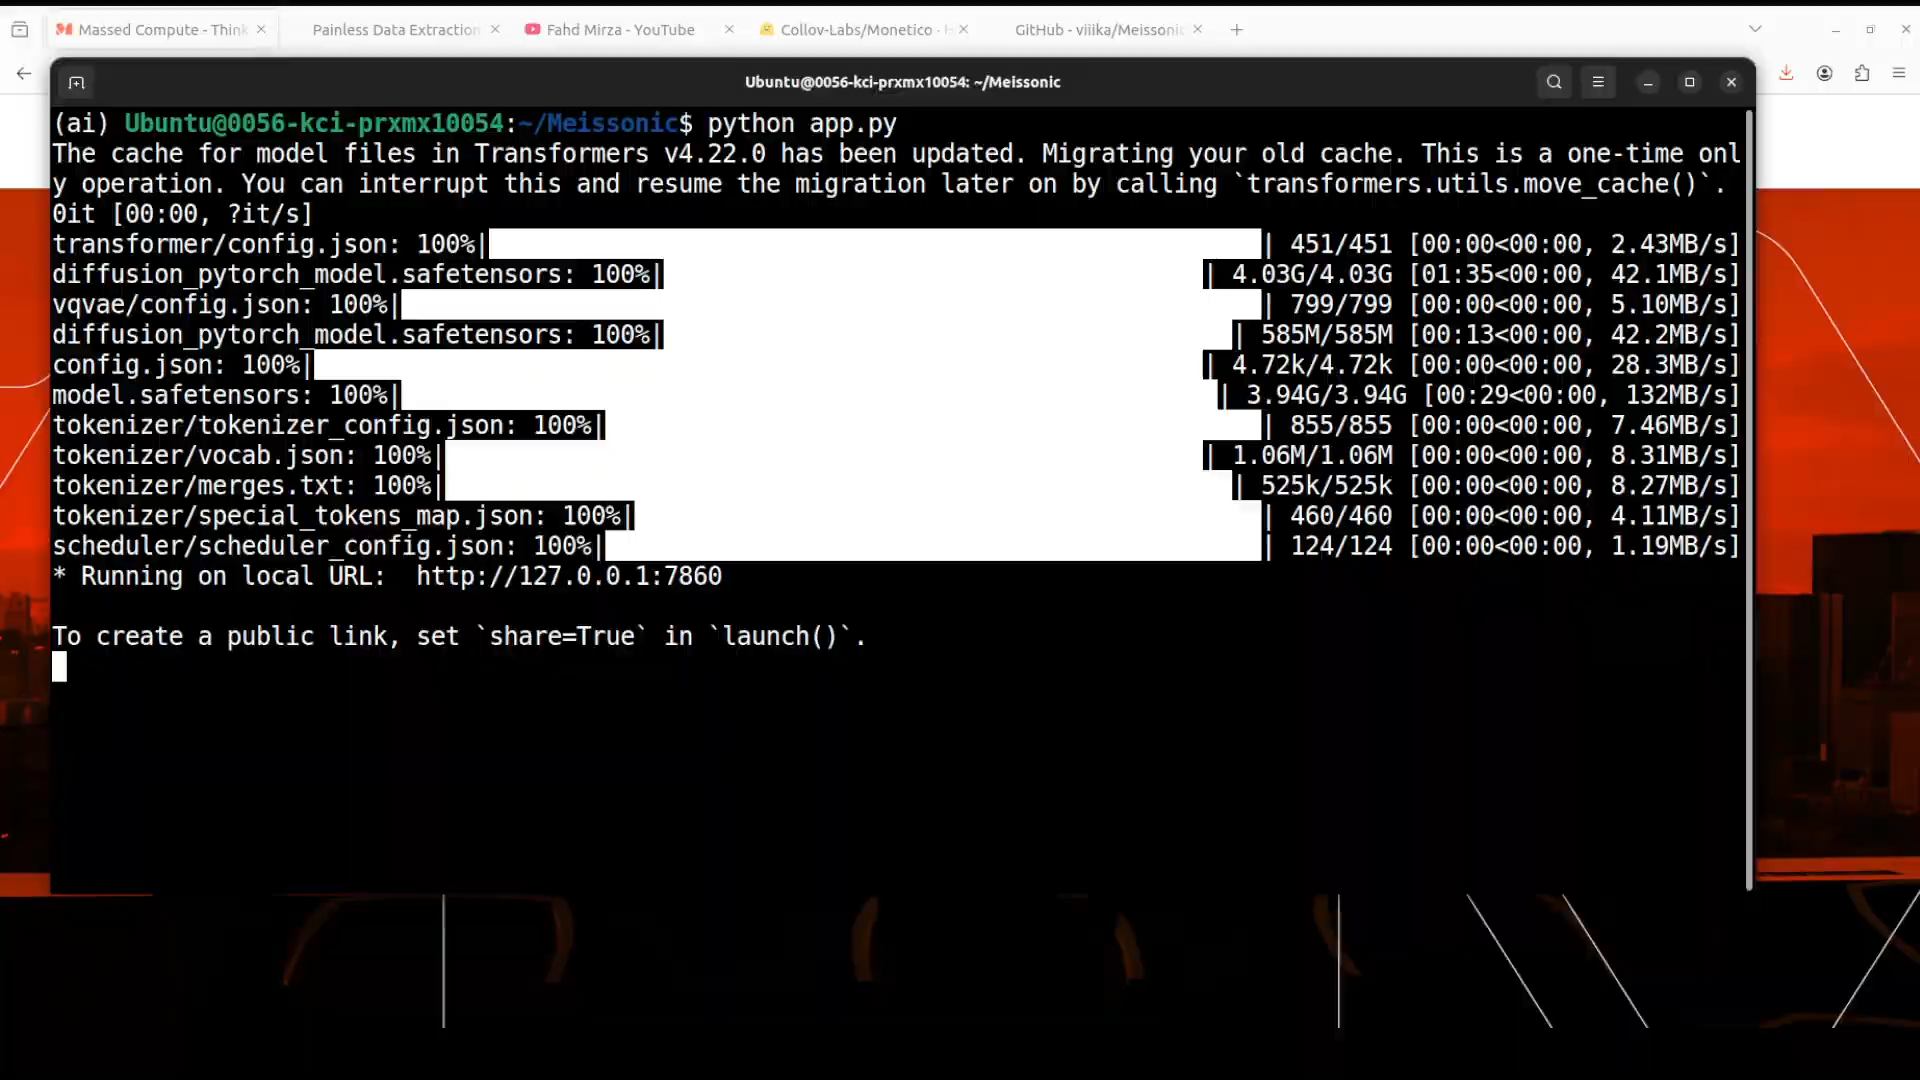 Massed Compute - Think
Painless Data Extraction
Fahd Mirza - YouTube
Collov-Labs/Monetico ·
GitHub - viiika/Meissonic
Ubuntu@0056-kci-prxmx10054: ~/Meissonic
(ai) Ubuntu@0056-kci-prxmx10054:~/Meissonic$ python app.py
The cache for model files in Transformers v4.22.0 has been updated. Migrating your old cache. This is a one-time onl
y operation. You can interrupt this and resume the migration later on by calling `transformers.utils.move_cache()`.
0it [00:00, ?it/s]
transformer/config.json: 100%| | 451/451 [00:00<00:00, 2.43MB/s]
diffusion_pytorch_model.safetensors: 100%| | 4.03G/4.03G [01:35<00:00, 42.1MB/s]
vqvae/config.json: 100%| | 799/799 [00:00<00:00, 5.10MB/s]
diffusion_pytorch_model.safetensors: 100%| | 585M/585M [00:13<00:00, 42.2MB/s]
config.json: 100%| | 4.72k/4.72k [00:00<00:00, 28.3MB/s]
model.safetensors: 100%| | 3.94G/3.94G [00:29<00:00, 132MB/s]
tokenizer/tokenizer_config.json: 100%| | 855/855 [00:00<00:00, 7.46MB/s]
tokenizer/vocab.json: 100%| | 1.06M/1.06M [00:00<00:00, 8.31MB/s]
tokenizer/merges.txt: 100%| | 525k/525k [00:00<00:00, 8.27MB/s]
tokenizer/special_tokens_map.json: 100%| | 460/460 [00:00<00:00, 4.11MB/s]
scheduler/scheduler_config.json: 100%| | 124/124 [00:00<00:00, 1.19MB/s]
* Running on local URL:  http://127.0.0.1:7860
To create a public link, set `share=True` in `launch()`.